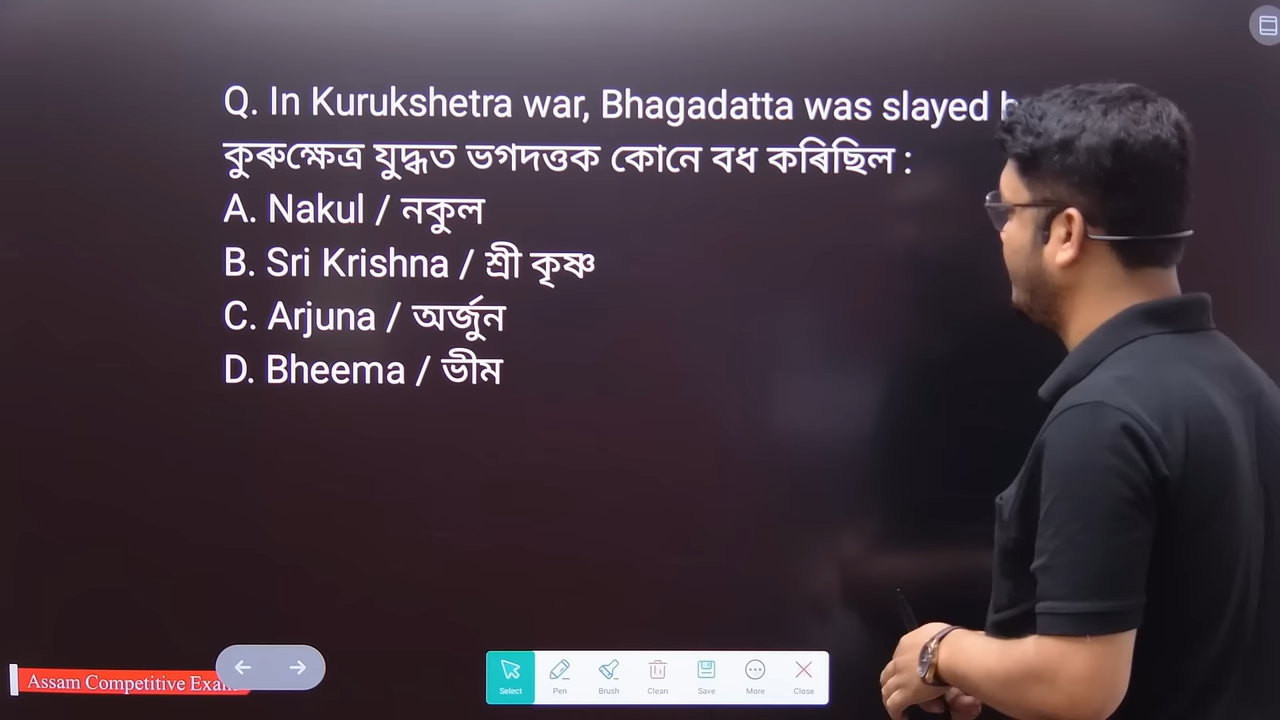 Q. In Kurukshetra war, Bhagadatta was slayed
কুৰুক্ষেত্ৰ যুদ্ধত ভগদত্তক কোনে বধ কৰিছিল :
A. Nakul / নকুল
B. Sri Krishna / শ্ৰী কৃষ্ণ
C. Arjuna / অৰ্জুন
D. Bheema / ভীম
Assam Competitive
Select Pen Brush Clean Save More Close